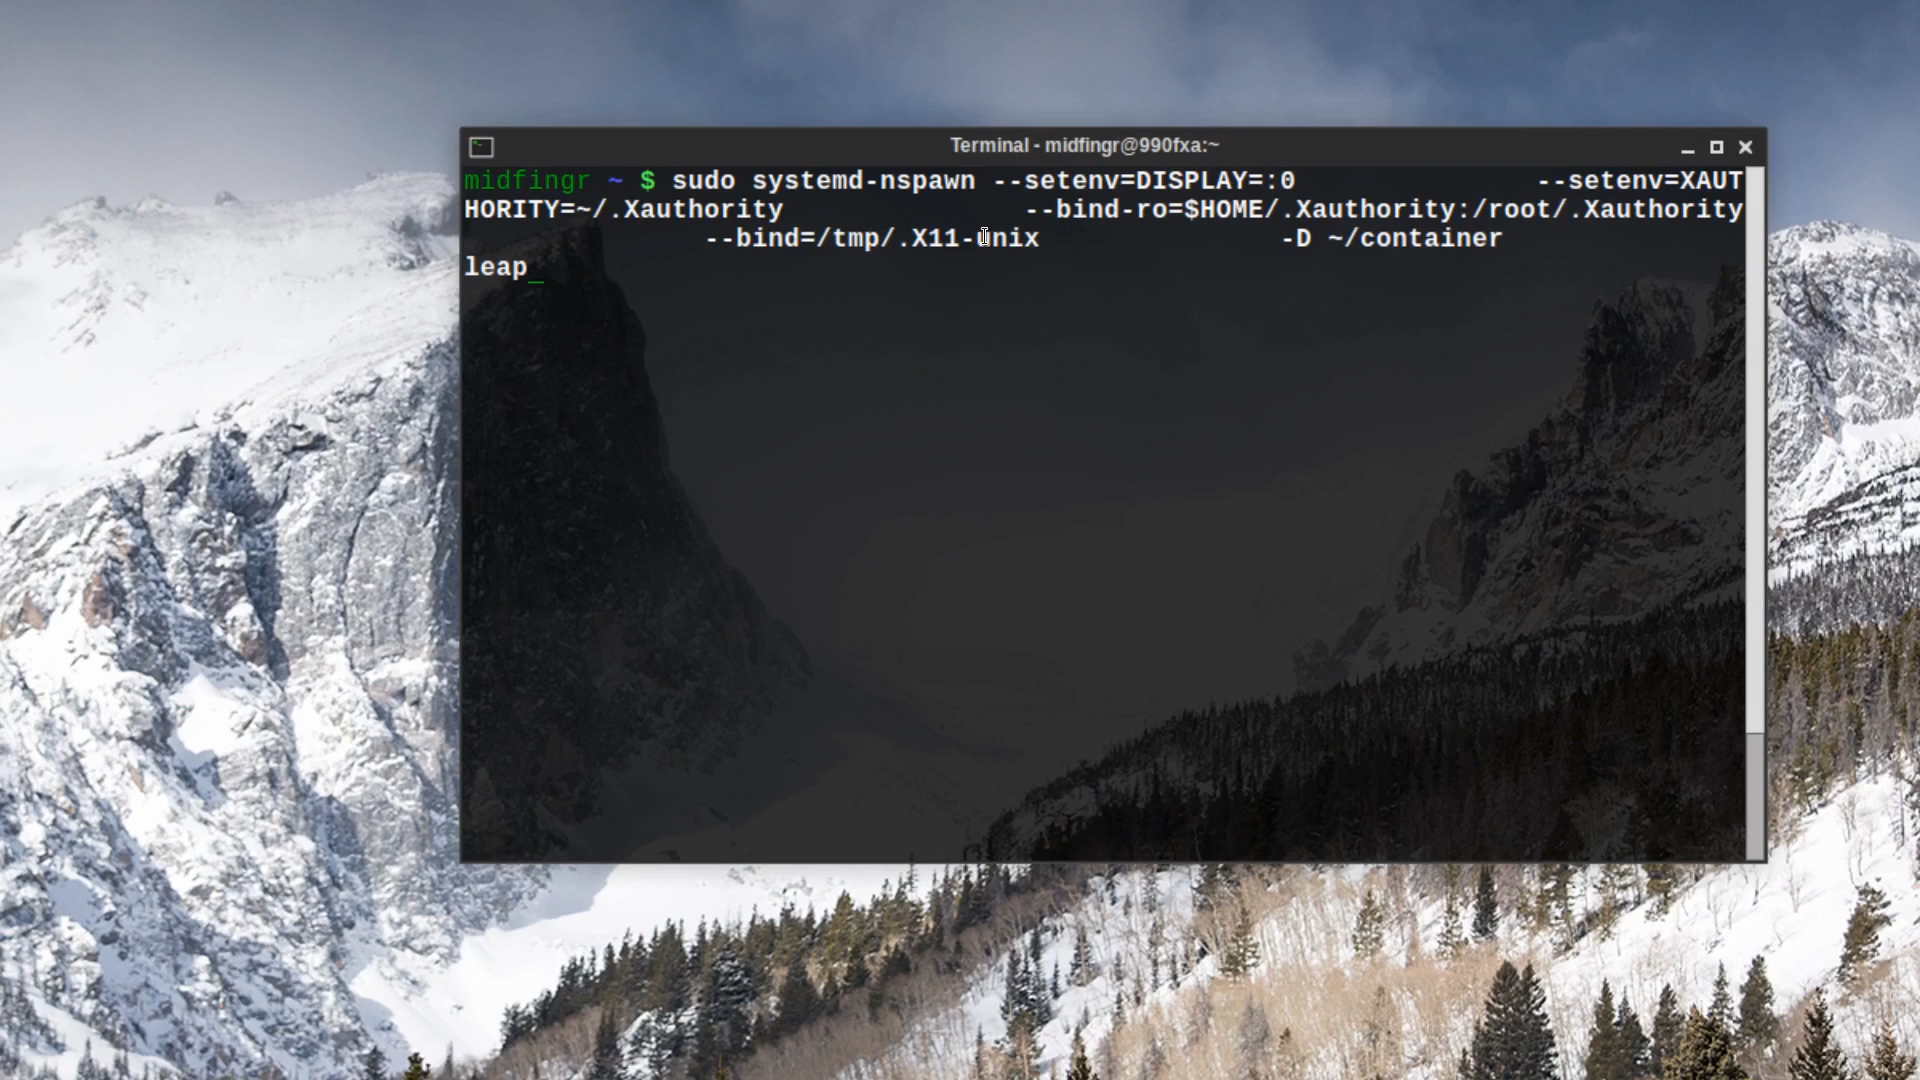 Terminal - midfingr@990fxa:~
midfingr ~ $ sudo systemd-nspawn --setenv=DISPLAY=:0 --setenv=XAUT
HORITY=~/.Xauthority --bind-ro=$HOME/.Xauthority:/root/.Xauthority
--bind=/tmp/.X11-unix -D ~/container
leap_